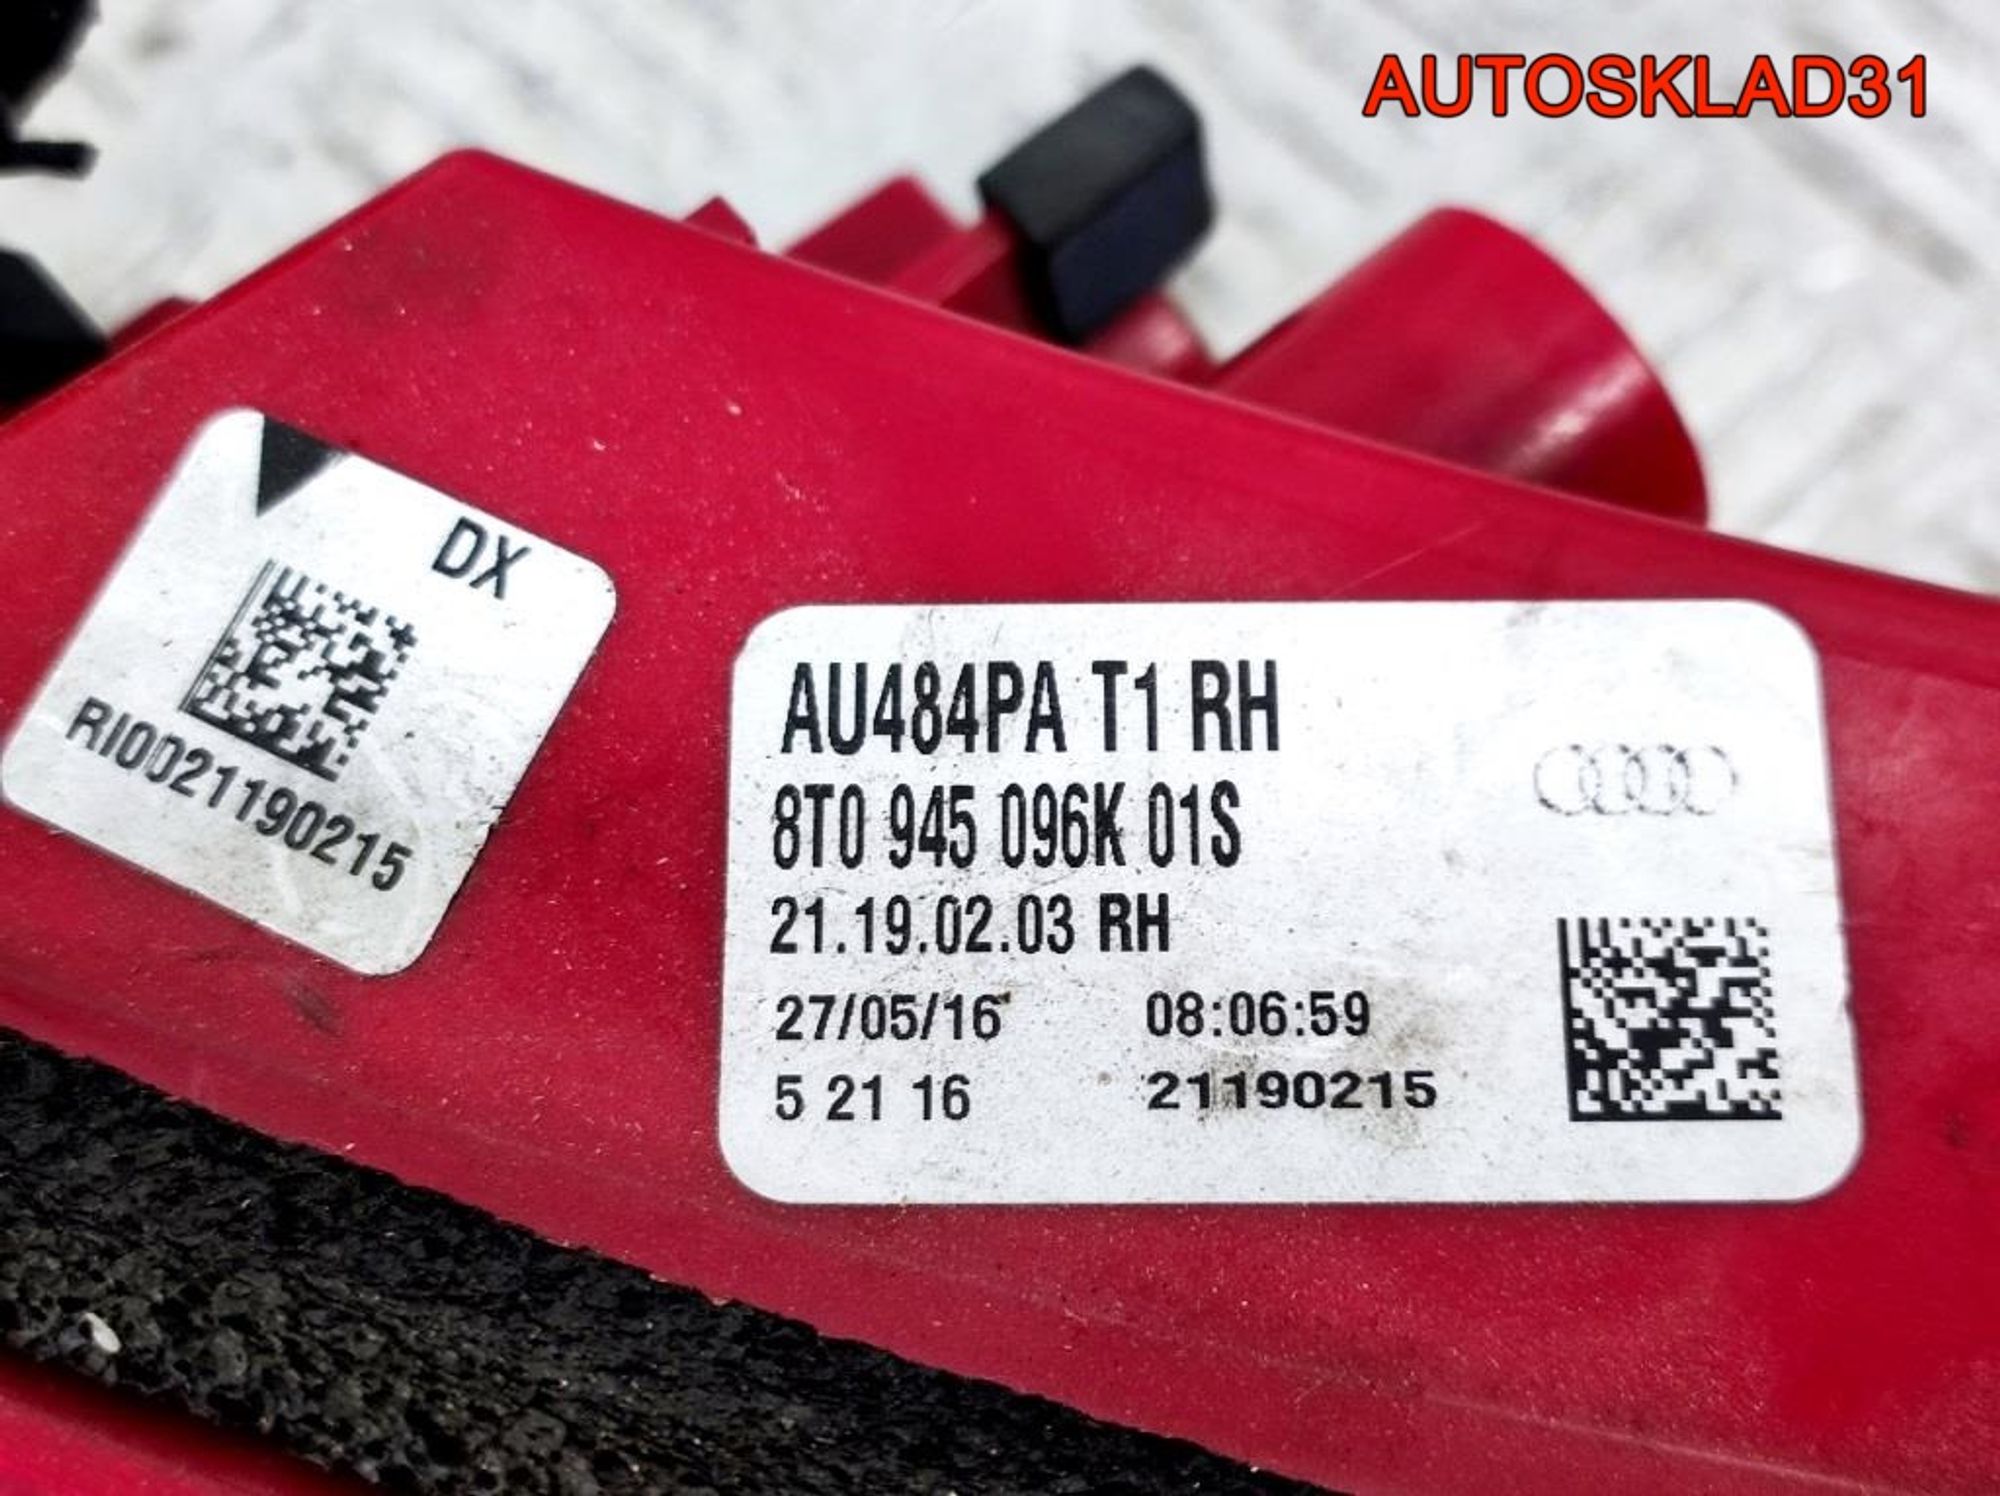 AUTOSKLAD31
DX
RI0021190215
AU484PA T1 RH
8T0 945 096K 01S
21.19.02.03 RH
27/05/16 08:06:59
5 21 16 21190215